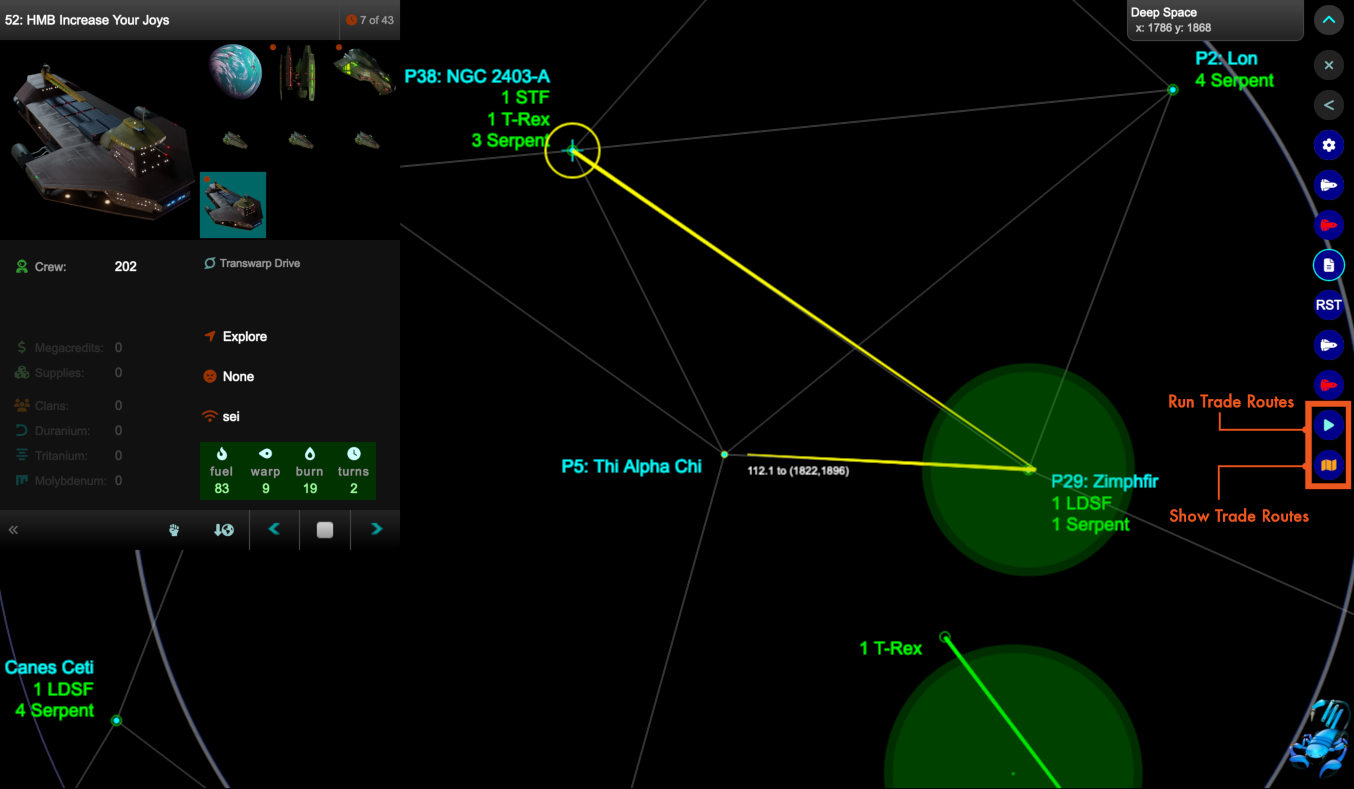 52: HMB Increase Your Joys
7 of 43
Crew: 202
Transwarp Drive
Explore
None
sei
Megacredits: 0
Supplies: 0
Clans: 0
Duranium: 0
Tritanium: 0
Molybdenum: 0
fuel warp burn turns
83 9 19 2
Deep Space
x: 1786 y: 1868
P38: NGC 2403-A
1 STF
1 T-Rex
3 Serpent
P2: Lon
4 Serpent
RST
Run Trade Routes
P5: Thi Alpha Chi
112.1 to (1822,1896)
P29: Zimphfir
1 LDSF
1 Serpent
Show Trade Routes
1 T-Rex
Canes Ceti
1 LDSF
4 Serpent